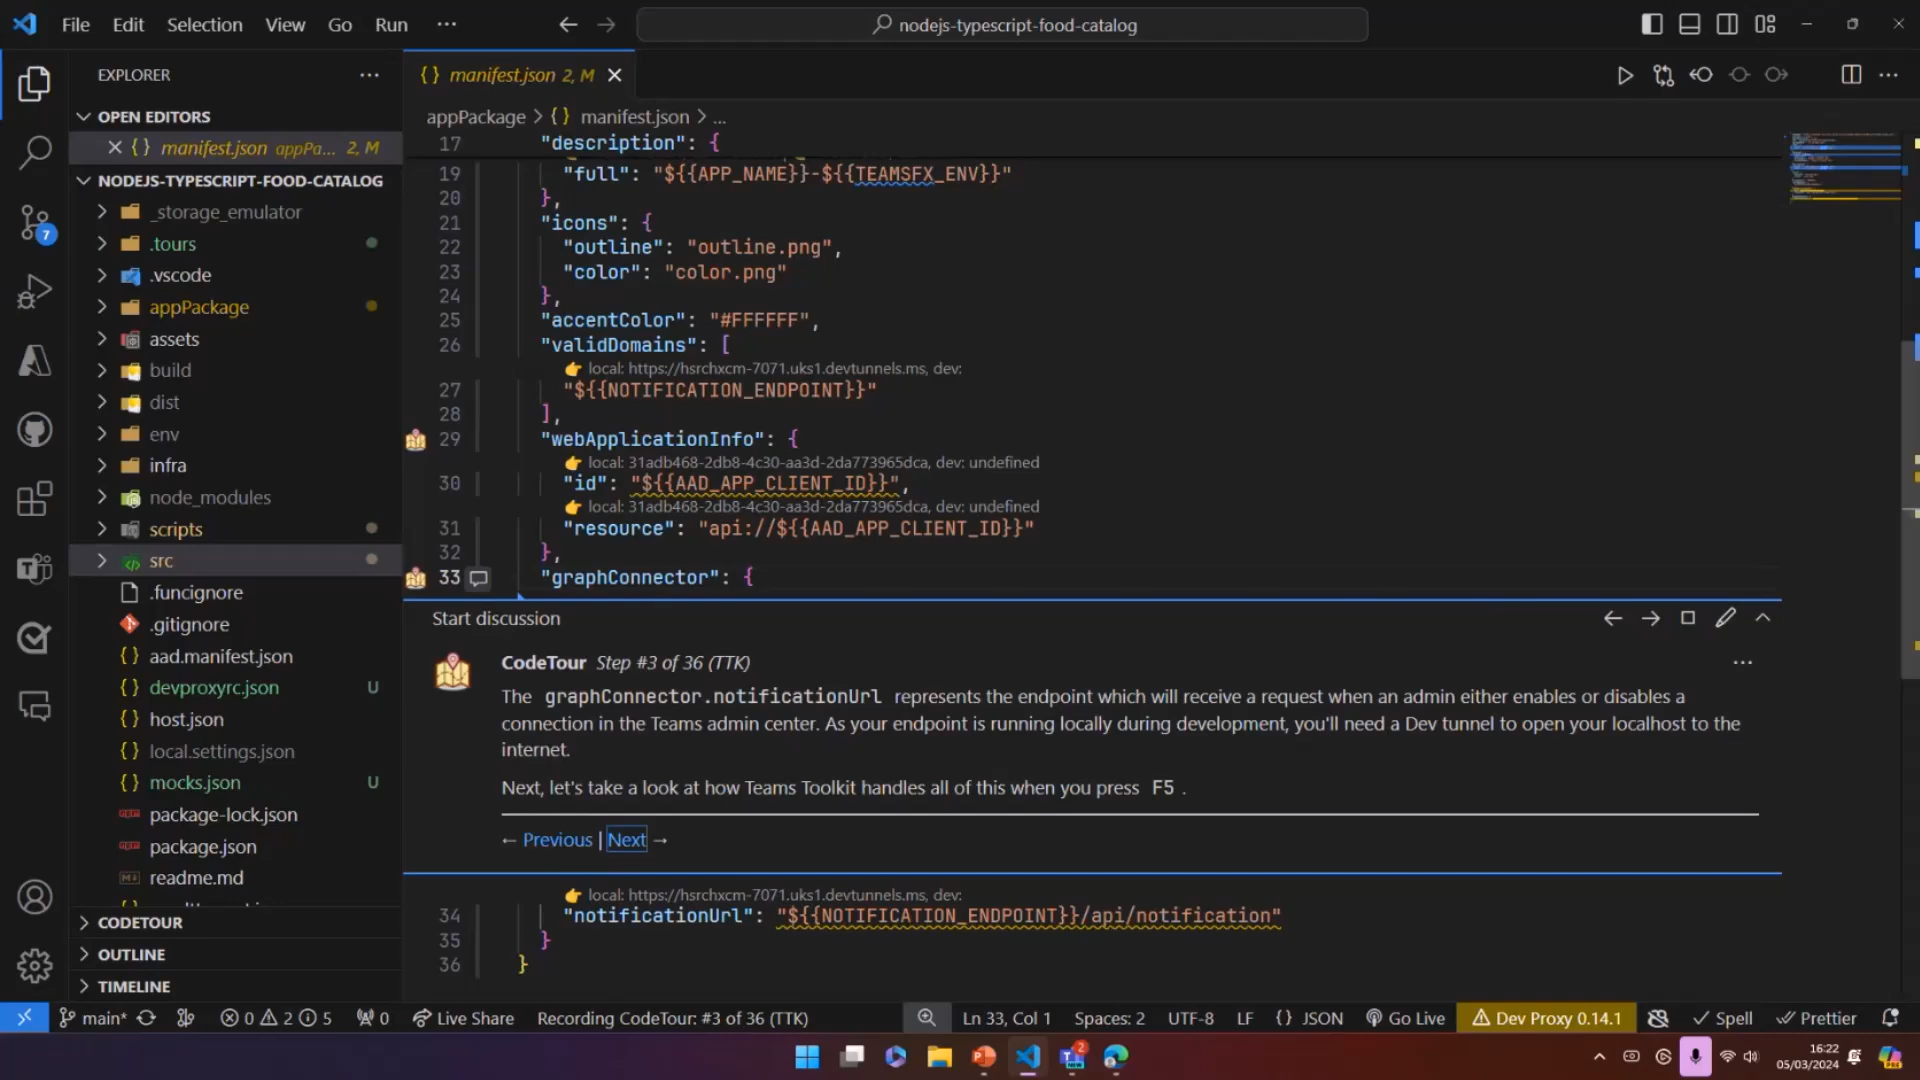 File Edit Selection View Go Run ···
nodejs-typescript-food-catalog
EXPLORER
OPEN EDITORS
manifest.json appPa... 2, M
NODEJS-TYPESCRIPT-FOOD-CATALOG
_storage_emulator
.tours
.vscode
appPackage
assets
build
dist
env
infra
node_modules
scripts
src
.funcignore
.gitignore
aad.manifest.json
devproxyrc.json U
host.json
local.settings.json
mocks.json U
package-lock.json
package.json
readme.md
CODETOUR
OUTLINE
TIMELINE
7
{} manifest.json 2, M
appPackage > {} manifest.json > ...
17 "description": {
19 "full": "${{APP_NAME}}-${{TEAMSFX_ENV}}"
20 },
21 "icons": {
22 "outline": "outline.png",
23 "color": "color.png"
24 },
25 "accentColor": "#FFFFFF",
26 "validDomains": [
👉 local: https://hsrchxcm-7071.uks1.devtunnels.ms, dev:
27 "${{NOTIFICATION_ENDPOINT}}"
28 ],
29 "webApplicationInfo": {
👉 local: 31adb468-2db8-4c30-aa3d-2da773965dca, dev: undefined
30 "id": "${{AAD_APP_CLIENT_ID}}",
👉 local: 31adb468-2db8-4c30-aa3d-2da773965dca, dev: undefined
31 "resource": "api://${{AAD_APP_CLIENT_ID}}"
32 },
33 "graphConnector": {
Start discussion
CodeTour Step #3 of 36 (TTK)
The graphConnector.notificationUrl represents the endpoint which will receive a request when an admin either enables or disables a
connection in the Teams admin center. As your endpoint is running locally during development, you'll need a Dev tunnel to open your localhost to the
internet.
Next, let's take a look at how Teams Toolkit handles all of this when you press F5 .
← Previous | Next →
👉 local: https://hsrchxcm-7071.uks1.devtunnels.ms, dev:
34 "notificationUrl": "${{NOTIFICATION_ENDPOINT}}/api/notification"
35 }
36 }
main* 0 2 5 0 Live Share Recording CodeTour: #3 of 36 (TTK) Ln 33, Col 1 Spaces: 2 UTF-8 LF {} JSON Go Live Dev Proxy 0.14.1 Spell Prettier
2
16:22
05/03/2024